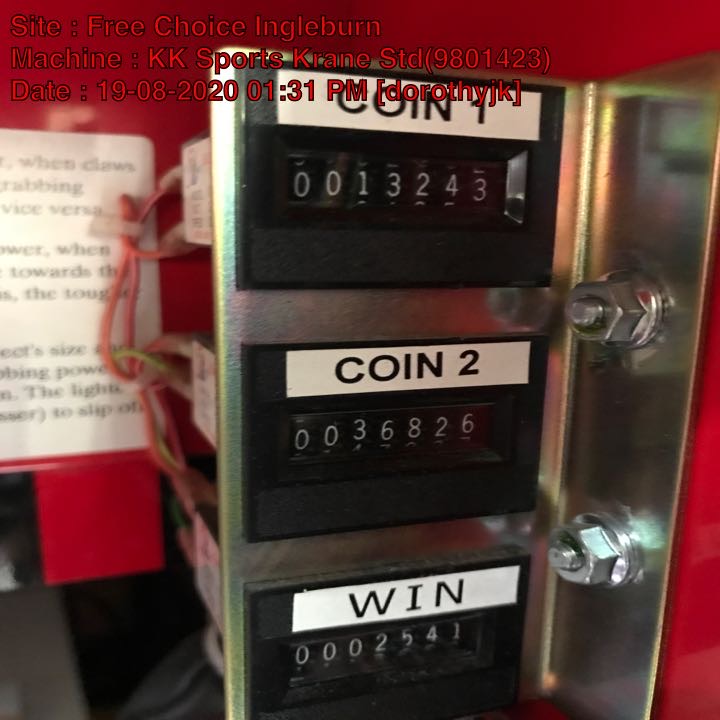 Site : Free Choice Ingleburn
Machine : KK Sports Krane Std(9801423)
Date : 19-08-2020 01:31 PM [dorothyjk]
COIN 1
0013243
COIN 2
0036826
WIN
0002541
, when claws
grabbing
vice versa
ower, when
towards th
s, the toug
ect's size
bing powe
n. The light
sser) to slip of